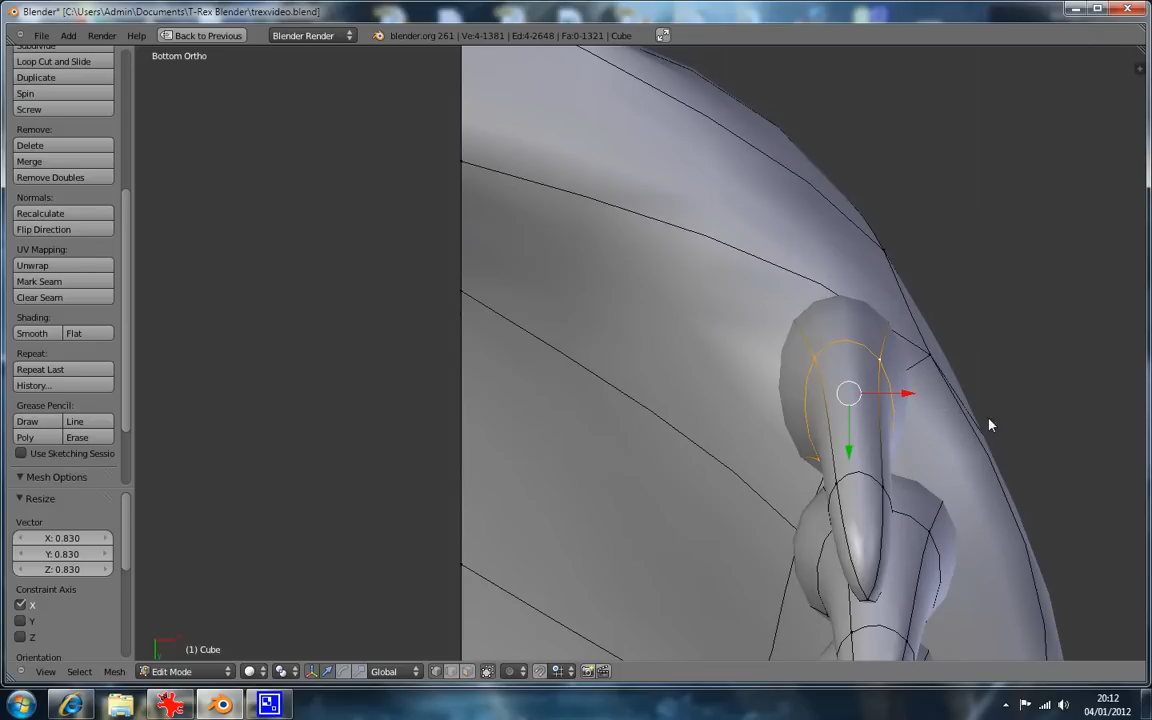 Blender* [C:\Users\Admin\Documents\T-Rex Blender\trexvideo.blend]
File Add Render Help Back to Previous Blender Render blender.org 261 | Ve:4-1381 | Ed:4-2648 | Fa:0-1321 | Cube
Bottom Ortho
Subdivide
Loop Cut and Slide
Duplicate
Spin
Screw
Remove:
Delete
Merge
Remove Doubles
Normals:
Recalculate
Flip Direction
UV Mapping:
Unwrap
Mark Seam
Clear Seam
Shading:
Smooth Flat
Repeat:
Repeat Last
History...
Grease Pencil:
Draw Line
Poly Erase
Use Sketching Sessio
Mesh Options
Resize
Vector
X: 0.830
Y: 0.830
Z: 0.830
Constraint Axis
X
Y
Z
Orientation
(1) Cube
View Select Mesh Edit Mode Global
20:12
04/01/2012